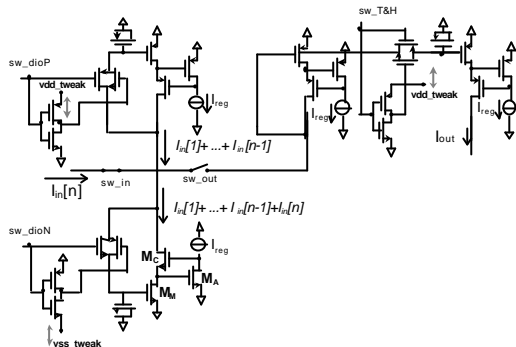 sw_T&H
sw_dioP
vdd_tweak
I_reg
I_reg
vdd_tweak
I_reg
I_out
I_in[1]+ ...+ I_in[n-1]
I_in[n]
sw_in
sw_out
I_in[1]+ ...+ I_in[n-1]+I_in[n]
sw_dioN
I_reg
M_C
M_A
M_M
vss_tweak